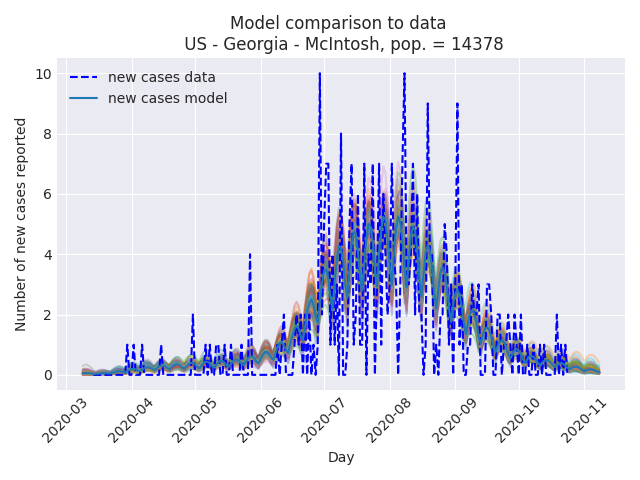 Model comparison to data
US - Georgia - McIntosh, pop. = 14378
new cases data
new cases model
Number of new cases reported
10
8
6
4
2
0
2020-03
2020-04
2020-05
2020-06
2020-07
2020-08
2020-09
2020-10
2020-11
Day